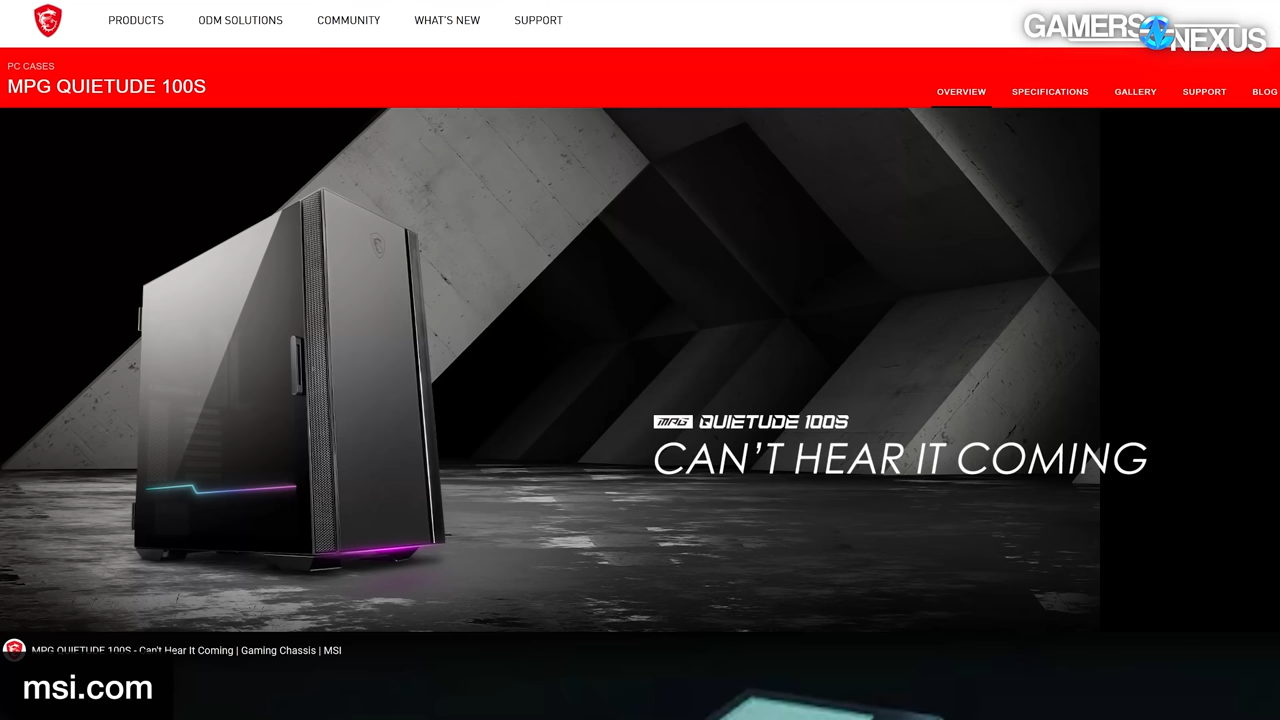 PRODUCTS ODM SOLUTIONS COMMUNITY WHAT'S NEW SUPPORT
GAMERS NEXUS
PC CASES
MPG QUIETUDE 100S
OVERVIEW SPECIFICATIONS GALLERY SUPPORT BLOG
MPG QUIETUDE 100S
CAN'T HEAR IT COMING
MPG QUIETUDE 100S - Can't Hear It Coming | Gaming Chassis | MSI
msi.com